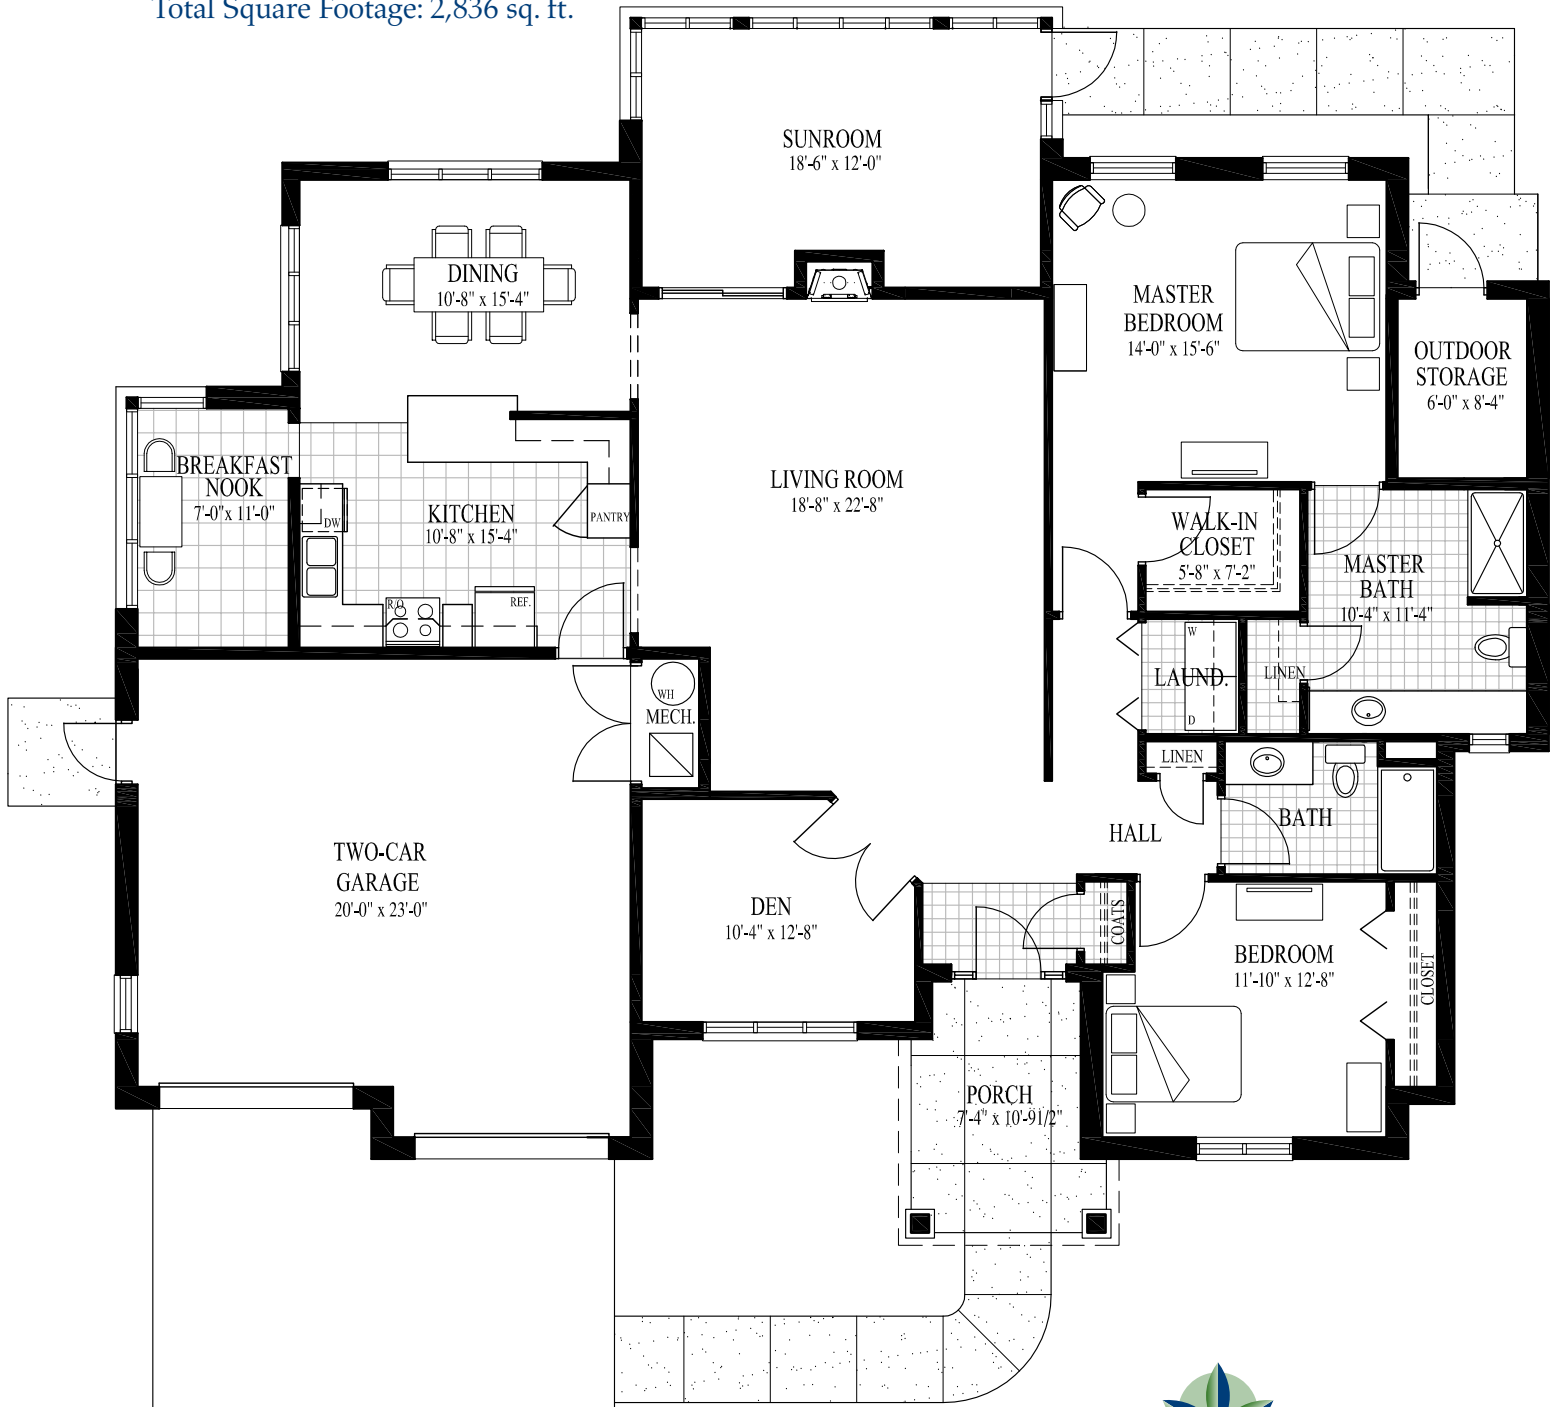 Total Square Footage: 2,836 sq. ft.
SUNROOM
18'-6" x 12'-0"
DINING
10'-8" x 15'-4"
MASTER
BEDROOM
14'-0" x 15'-6"
OUTDOOR
STORAGE
6'-0" x 8'-4"
BREAKFAST
NOOK
7'-0"x 11'-0"
DW
KITCHEN
10'-8" x 15'-4"
PANTRY
R/O
REF.
LIVING ROOM
18'-8" x 22'-8"
WALK-IN
CLOSET
5'-8" x 7'-2"
MASTER
BATH
10'-4" x 11'-4"
W
LAUND.
D
LINEN
WH
MECH.
LINEN
BATH
HALL
TWO-CAR
GARAGE
20'-0" x 23'-0"
DEN
10'-4" x 12'-8"
COATS
BEDROOM
11'-10" x 12'-8"
CLOSET
PORCH
7'-4" x 10'-91/2"